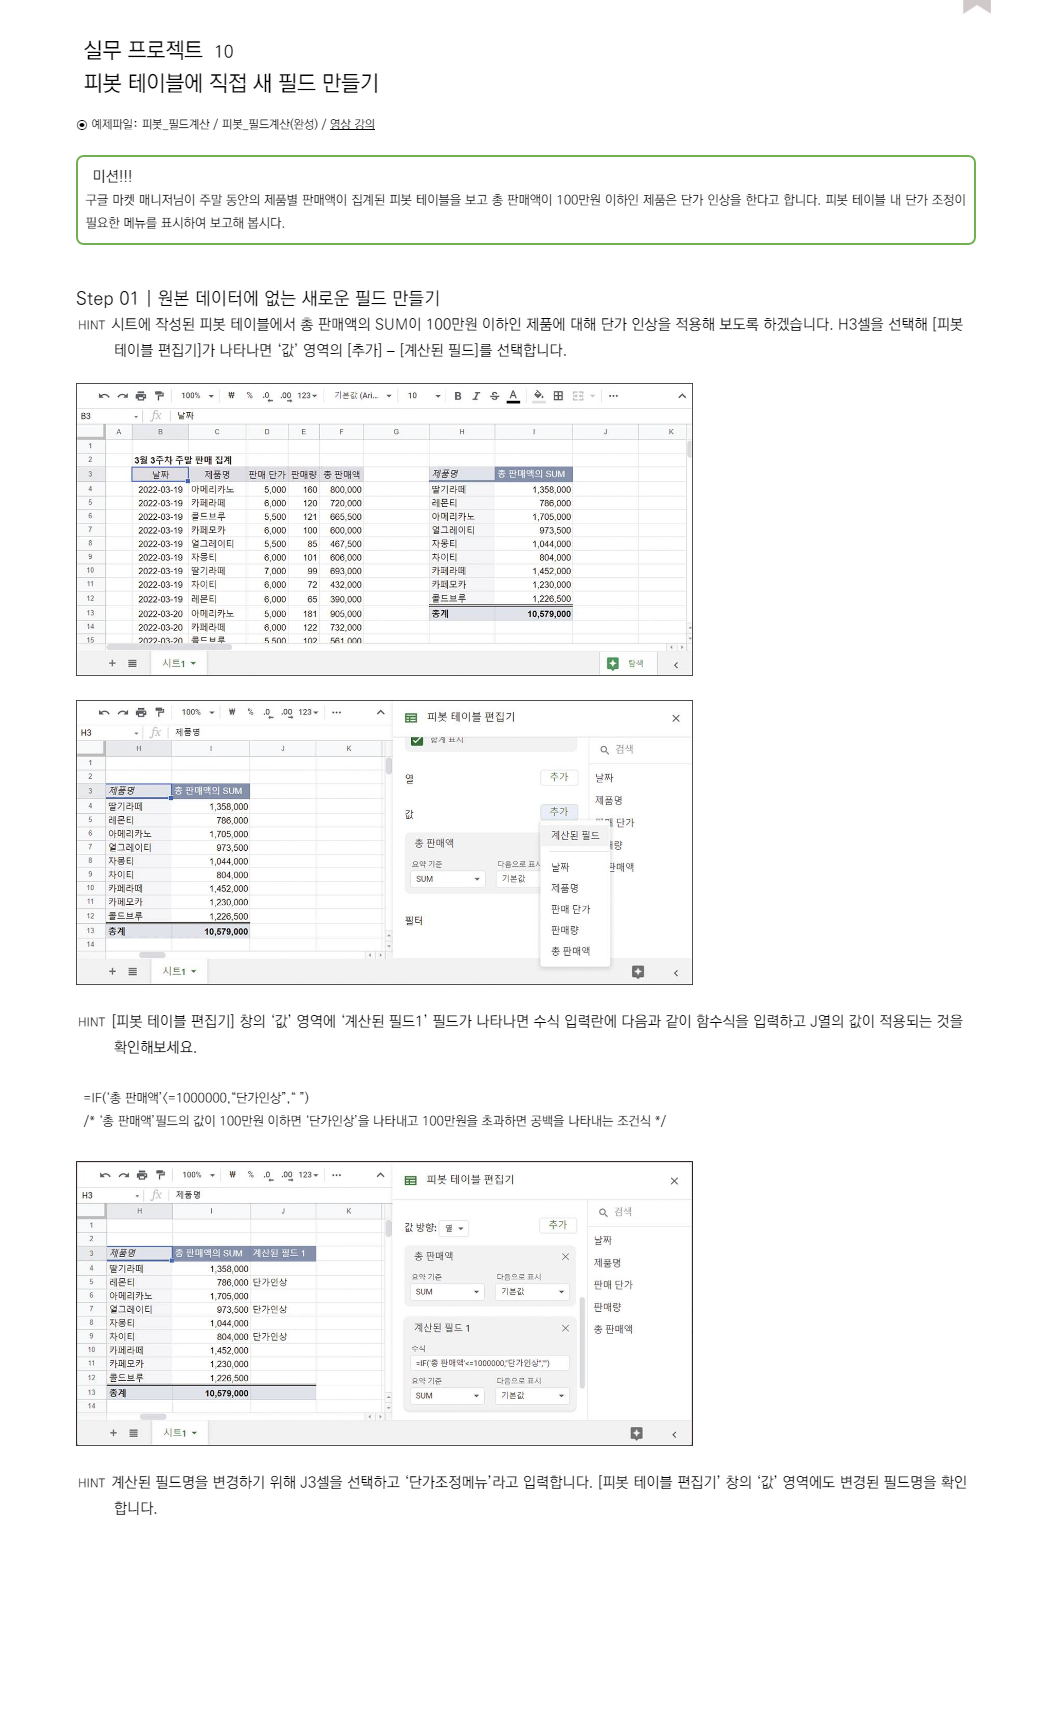 실무 프로젝트 10
피봇 테이블에 직접 새 필드 만들기
예제파일: 피봇_필드계산 / 피봇_필드계산(완성) / 영상 강의
미션!!!
구글 마켓 매니저님이 주말 동안의 제품별 판매액이 집계된 피봇 테이블을 보고 총 판매액이 100만원 이하인 제품은 단가 인상을 한다고 합니다. 피봇 테이블 내 단가 조정이
필요한 메뉴를 표시하여 보고해 봅시다.
Step 01 | 원본 데이터에 없는 새로운 필드 만들기
HINT 시트에 작성된 피봇 테이블에서 총 판매액의 SUM이 100만원 이하인 제품에 대해 단가 인상을 적용해 보도록 하겠습니다. H3셀을 선택해 [피봇
테이블 편집기]가 나타나면 ‘값’ 영역의 [추가] – [계산된 필드]를 선택합니다.
100% ₩ % .0 .00 123 기본값 (Ari... 10 B I S A
B3 fx 날짜
A B C D E F G H I J K
1
2 3월 3주차 주말 판매 집계
3 날짜 제품명 판매 단가 판매량 총 판매액 제품명 총 판매액의 SUM
4 2022-03-19 아메리카노 5,000 160 800,000 딸기라떼 1,358,000
5 2022-03-19 카페라떼 6,000 120 720,000 레몬티 786,000
6 2022-03-19 콜드브루 5,500 121 665,500 아메리카노 1,705,000
7 2022-03-19 카페모카 6,000 100 600,000 얼그레이티 973,500
8 2022-03-19 얼그레이티 5,500 85 467,500 자몽티 1,044,000
9 2022-03-19 자몽티 6,000 101 606,000 차이티 804,000
10 2022-03-19 딸기라떼 7,000 99 693,000 카페라떼 1,452,000
11 2022-03-19 차이티 6,000 72 432,000 카페모카 1,230,000
12 2022-03-19 레몬티 6,000 65 390,000 콜드브루 1,226,500
13 2022-03-20 아메리카노 5,000 181 905,000 총계 10,579,000
14 2022-03-20 카페라떼 6,000 122 732,000
15 2022-03-20 콜드브루 5,500 102 561,000
시트1 탐색
100% ₩ % .0 .00 123 피봇 테이블 편집기
H3 fx 제품명 합계 표시 검색
H I J K
1
2 열 추가 날짜
3 제품명 총 판매액의 SUM 제품명
4 딸기라떼 1,358,000 값 추가 판매 단가
5 레몬티 786,000 계산된 필드 매량
6 아메리카노 1,705,000 총 판매액 판매액
7 얼그레이티 973,500 요약 기준 다음으로 표시 날짜
8 자몽티 1,044,000 SUM 기본값 제품명
9 차이티 804,000 판매 단가
10 카페라떼 1,452,000 필터 판매량
11 카페모카 1,230,000 총 판매액
12 콜드브루 1,226,500
13 총계 10,579,000
14
시트1
HINT [피봇 테이블 편집기] 창의 ‘값’ 영역에 ‘계산된 필드1’ 필드가 나타나면 수식 입력란에 다음과 같이 함수식을 입력하고 J열의 값이 적용되는 것을
확인해보세요.
=IF(‘총 판매액’<=1000000,“단가인상”,“ ”)
/* ‘총 판매액’필드의 값이 100만원 이하면 ‘단가인상’을 나타내고 100만원을 초과하면 공백을 나타내는 조건식 */
100% ₩ % .0 .00 123 피봇 테이블 편집기
H3 fx 제품명 검색
H I J K
1 값 방향: 열 추가 날짜
2
3 제품명 총 판매액의 SUM 계산된 필드 1 총 판매액 제품명
4 딸기라떼 1,358,000 요약 기준 다음으로 표시 판매 단가
5 레몬티 786,000 단가인상 SUM 기본값 판매량
6 아메리카노 1,705,000 총 판매액
7 얼그레이티 973,500 단가인상 계산된 필드 1
8 자몽티 1,044,000 수식
9 차이티 804,000 단가인상 =IF('총 판매액'<=1000000,"단가인상","")
10 카페라떼 1,452,000 요약 기준 다음으로 표시
11 카페모카 1,230,000 SUM 기본값
12 콜드브루 1,226,500
13 총계 10,579,000
14
시트1
HINT 계산된 필드명을 변경하기 위해 J3셀을 선택하고 ‘단가조정메뉴’라고 입력합니다. [피봇 테이블 편집기’ 창의 ‘값’ 영역에도 변경된 필드명을 확인
합니다.